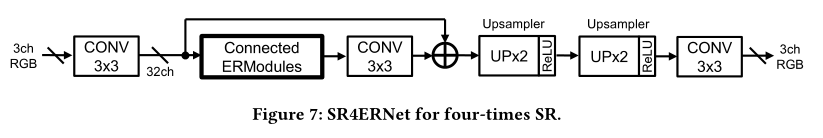 Upsampler
Upsampler
3ch
RGB
CONV
3x3
32ch
Connected
ERModules
CONV
3x3
UPx2
ReLU
UPx2
ReLU
CONV
3x3
3ch
RGB
Figure 7: SR4ERNet for four-times SR.